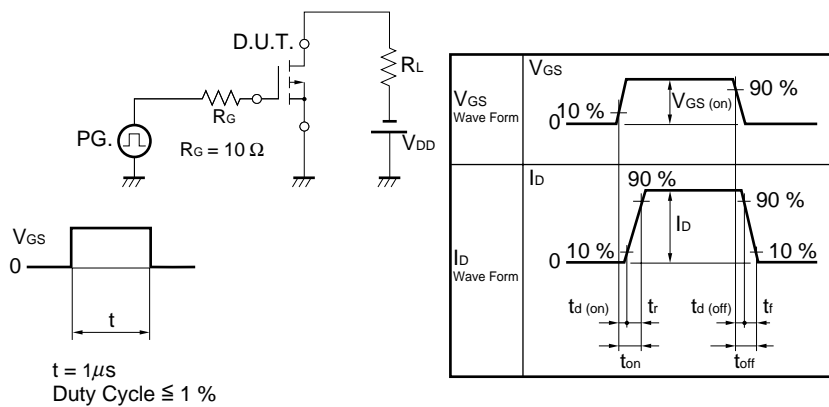 D.U.T.
RL
RG
PG.
RG = 10 Ω
VDD
VGS
0
t
t = 1μs
Duty Cycle ≦ 1 %
VGS
Wave Form
VGS
10 %
0
VGS (on)
90 %
ID
Wave Form
ID
90 %
90 %
ID
10 %
0
10 %
td (on)
tr
td (off)
tf
ton
toff